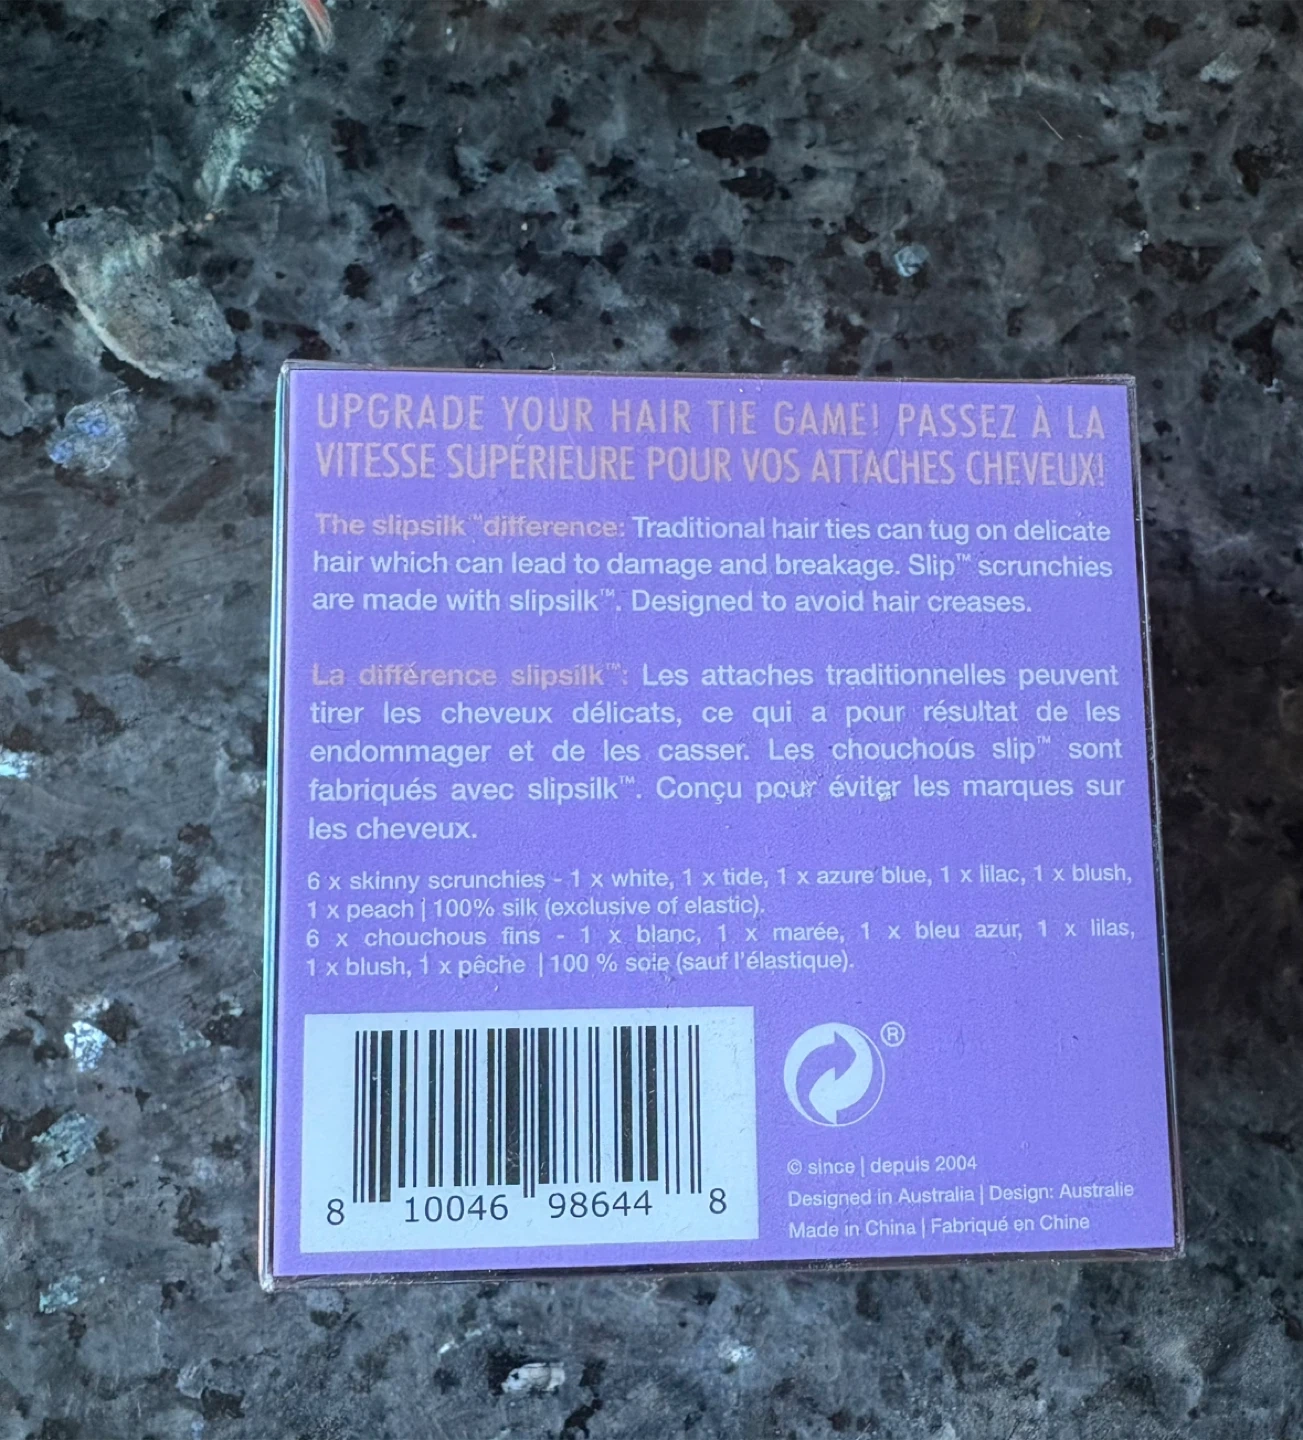 UPGRADE YOUR HAIR TIE GAME! PASSEZ À LA
VITESSE SUPÉRIEURE POUR VOS ATTACHES CHEVEUX!
The slipsilk™difference: Traditional hair ties can tug on delicate
hair which can lead to damage and breakage. Slip™ scrunchies
are made with slipsilk™. Designed to avoid hair creases.
La différence slipsilk™: Les attaches traditionnelles peuvent
tirer les cheveux délicats, ce qui a pour résultat de les
endommager et de les casser. Les chouchous slip™ sont
fabriqués avec slipsilk™. Conçu pour éviter les marques sur
les cheveux.
6 x skinny scrunchies - 1 x white, 1 x tide, 1 x azure blue, 1 x lilac, 1 x blush,
1 x peach | 100% silk (exclusive of elastic).
6 x chouchous fins - 1 x blanc, 1 x marée, 1 x bleu azur, 1 x lilas,
1 x blush, 1 x pêche | 100 % soie (sauf l'élastique).
®
8 10046 98644 8
© since | depuis 2004
Designed in Australia | Design: Australie
Made in China | Fabriqué en Chine